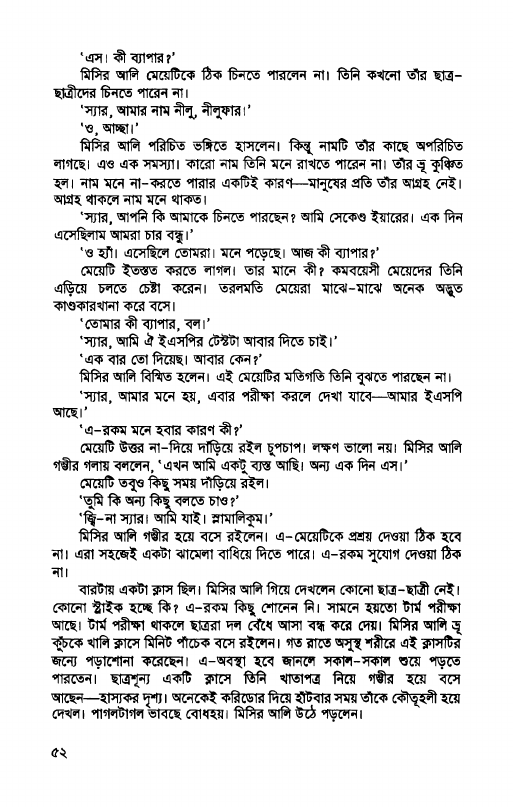 ‘এস। কী ব্যাপার?’
মিসির আলি মেয়েটিকে ঠিক চিনতে পারলেন না। তিনি কখনো তাঁর ছাত্র-
ছাত্রীদের চিনতে পারেন না।
‘স্যার, আমার নাম নীলু, নীলুফার।’
‘ও, আচ্ছা।’
মিসির আলি পরিচিত ভঙ্গিতে হাসলেন। কিন্তু নামটি তাঁর কাছে অপরিচিত
লাগছে। এও এক সমস্যা। কারো নাম তিনি মনে রাখতে পারেন না। তাঁর ভ্রূ কুঞ্চিত
হল। নাম মনে না-করতে পারার একটিই কারণ—মানুষের প্রতি তাঁর আগ্রহ নেই।
আগ্রহ থাকলে নাম মনে থাকত।
‘স্যার, আপনি কি আমাকে চিনতে পারছেন? আমি সেকেণ্ড ইয়ারের। এক দিন
এসেছিলাম আমরা চার বন্ধু।’
‘ও হ্যাঁ। এসেছিলে তোমরা। মনে পড়েছে। আজ কী ব্যাপার?’
মেয়েটি ইতস্তত করতে লাগল। তার মানে কী? কমবয়েসী মেয়েদের তিনি
এড়িয়ে চলতে চেষ্টা করেন। তরলমতি মেয়েরা মাঝে-মাঝে অনেক অদ্ভুত
কাণ্ডকারখানা করে বসে।
‘তোমার কী ব্যাপার, বল।’
‘স্যার, আমি ঐ ইএসপির টেস্টটা আবার দিতে চাই।’
‘এক বার তো দিয়েছ। আবার কেন?’
মিসির আলি বিস্মিত হলেন। এই মেয়েটির মতিগতি তিনি বুঝতে পারছেন না।
‘স্যার, আমার মনে হয়, এবার পরীক্ষা করলে দেখা যাবে—আমার ইএসপি
আছে।’
‘এ-রকম মনে হবার কারণ কী?’
মেয়েটি উত্তর না-দিয়ে দাঁড়িয়ে রইল চুপচাপ। লক্ষণ ভালো নয়। মিসির আলি
গম্ভীর গলায় বললেন, ‘এখন আমি একটু ব্যস্ত আছি। অন্য এক দিন এস।’
মেয়েটি তবুও কিছু সময় দাঁড়িয়ে রইল।
‘তুমি কি অন্য কিছু বলতে চাও?’
‘জ্বি-না স্যার। আমি যাই। স্লামালিকুম।’
মিসির আলি গম্ভীর হয়ে বসে রইলেন। এ-মেয়েটিকে প্রশ্রয় দেওয়া ঠিক হবে
না। এরা সহজেই একটা ঝামেলা বাধিয়ে দিতে পারে। এ-রকম সুযোগ দেওয়া ঠিক
না।
বারটায় একটা ক্লাস ছিল। মিসির আলি গিয়ে দেখলেন কোনো ছাত্র-ছাত্রী নেই।
কোনো স্ট্রাইক হচ্ছে কি? এ-রকম কিছু শোনেন নি। সামনে হয়তো টার্ম পরীক্ষা
আছে। টার্ম পরীক্ষা থাকলে ছাত্ররা দল বেঁধে আসা বন্ধ করে দেয়। মিসির আলি ভ্রূ
কুঁচকে খালি ক্লাসে মিনিট পাঁচেক বসে রইলেন। গত রাতে অসুস্থ শরীরে এই ক্লাসটির
জন্যে পড়াশোনা করেছেন। এ-অবস্থা হবে জানলে সকাল-সকাল শুয়ে পড়তে
পারতেন। ছাত্রশূন্য একটি ক্লাসে তিনি খাতাপত্র নিয়ে গম্ভীর হয়ে বসে
আছেন—হাস্যকর দৃশ্য। অনেকেই করিডোর দিয়ে হাঁটবার সময় তাঁকে কৌতূহলী হয়ে
দেখল। পাগলটাগল ভাবছে বোধহয়। মিসির আলি উঠে পড়লেন।
৫২